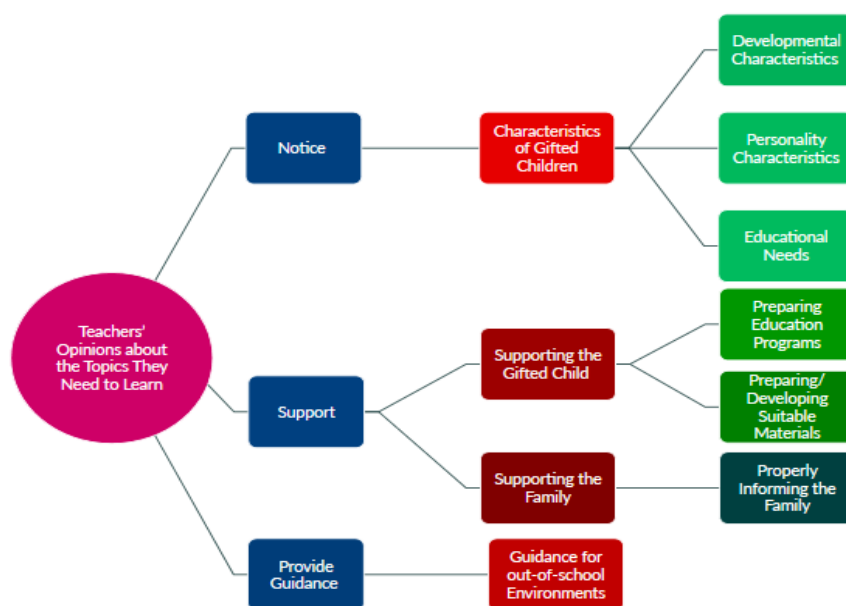 Teachers'
Opinions about
the Topics They
Need to Learn
Notice
Characteristics
of Gifted
Children
Developmental
Characteristics
Personality
Characteristics
Educational
Needs
Support
Supporting the
Gifted Child
Preparing
Education
Programs
Preparing/
Developing
Suitable
Materials
Supporting the
Family
Properly
Informing the
Family
Provide
Guidance
Guidance for
out-of-school
Environments